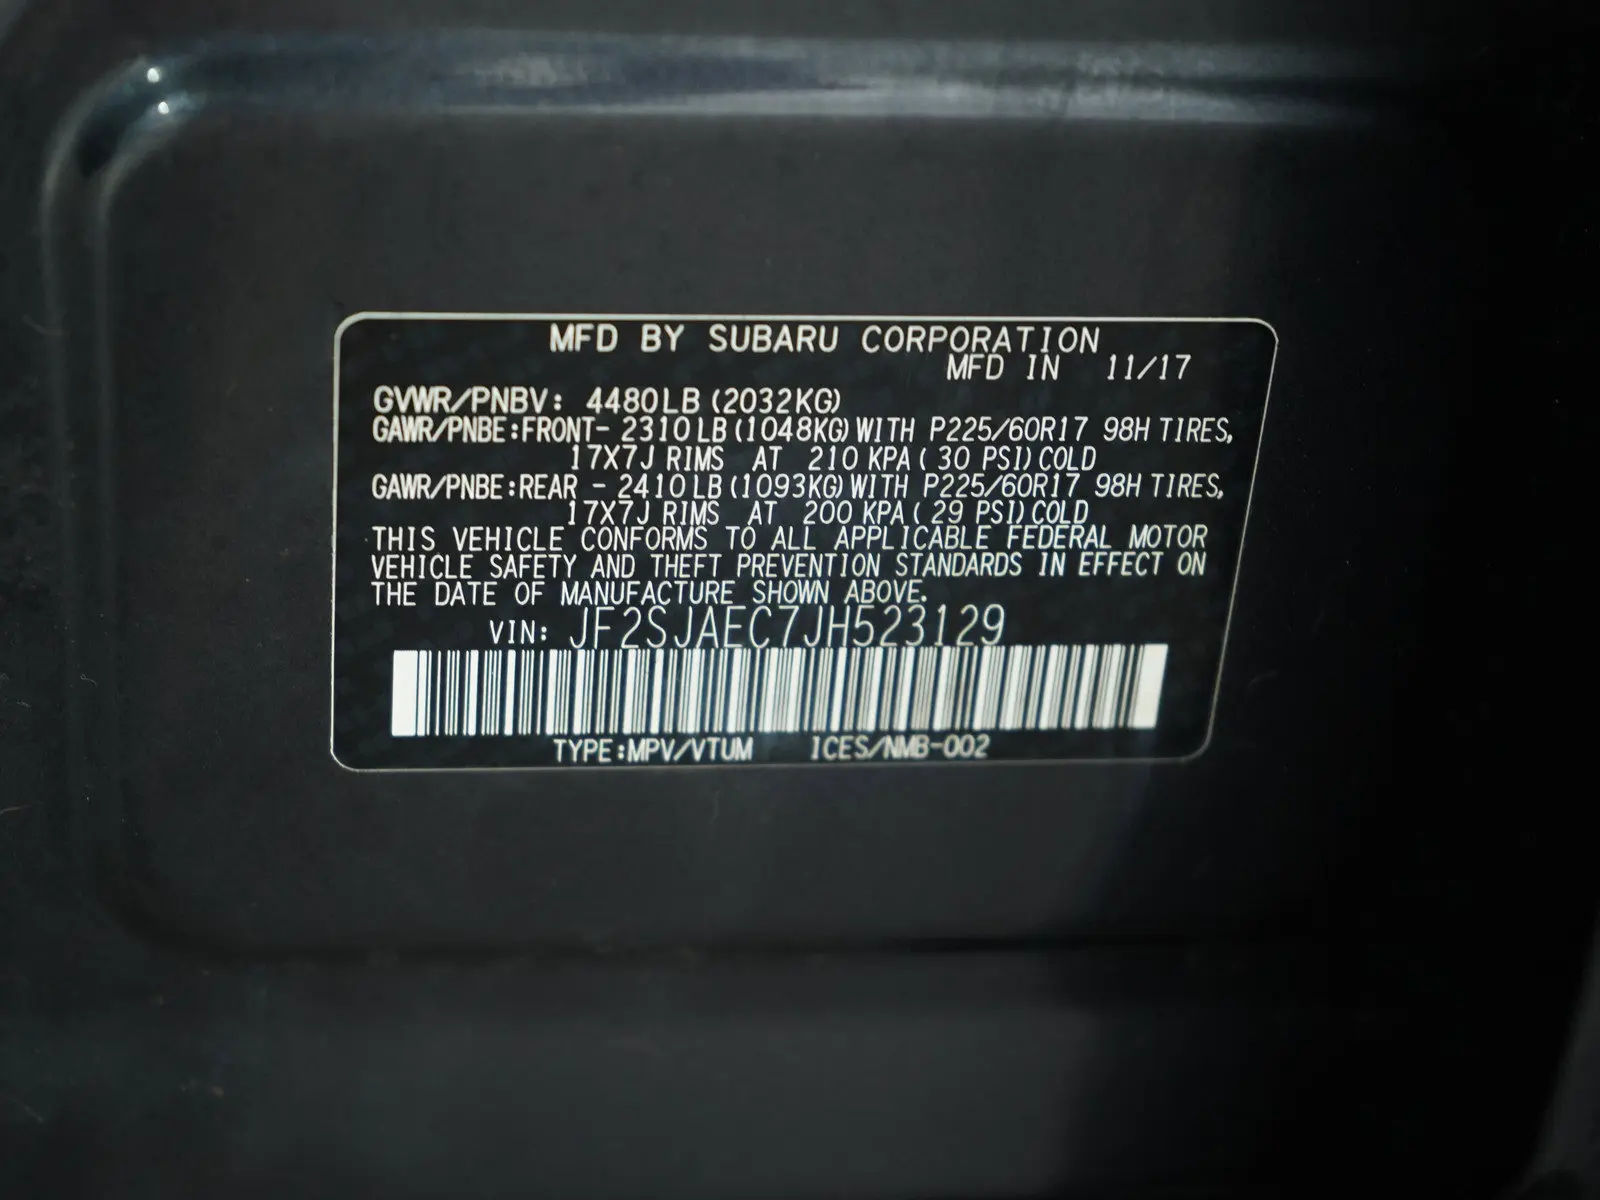 MFD BY SUBARU CORPORATION
MFD IN 11/17
GVWR/PNBV: 4480LB (2032KG)
GAWR/PNBE:FRONT- 2310LB (1048KG) WITH P225/60R17 98H TIRES,
17X7J RIMS AT 210 KPA ( 30 PSI) COLD
GAWR/PNBE:REAR - 2410LB (1093KG) WITH P225/60R17 98H TIRES,
17X7J RIMS AT 200 KPA ( 29 PSI) COLD
THIS VEHICLE CONFORMS TO ALL APPLICABLE FEDERAL MOTOR
VEHICLE SAFETY AND THEFT PREVENTION STANDARDS IN EFFECT ON
THE DATE OF MANUFACTURE SHOWN ABOVE.
VIN: JF2SJAEC7JH523129
TYPE:MPV/VTUM ICES/NMB-002